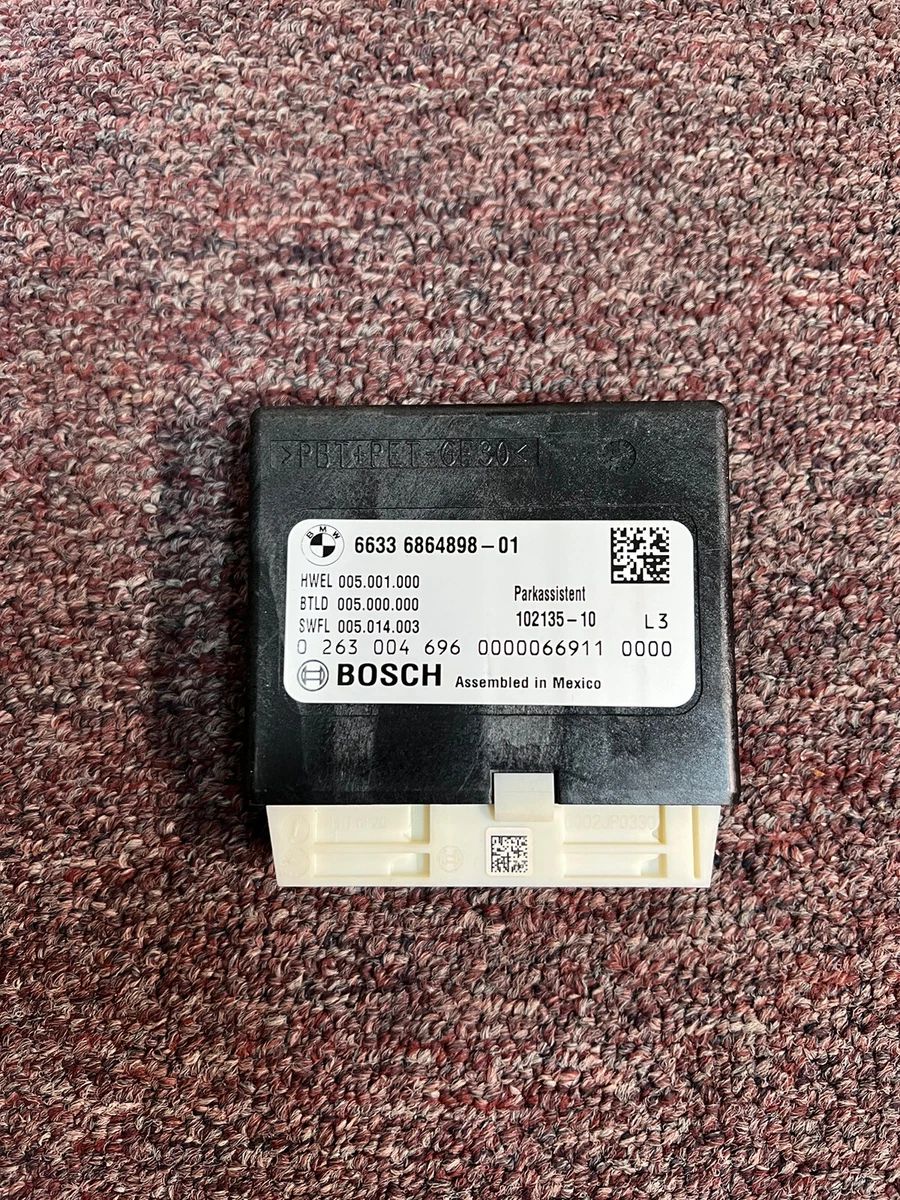 >PBT+PET-GF30<
BMW
6633 6864898-01
HWEL 005.001.000
BTLD 005.000.000
SWFL 005.014.003
Parkassistent
102135-10
L3
0 263 004 696 0000066911 0000
BOSCH
Assembled in Mexico